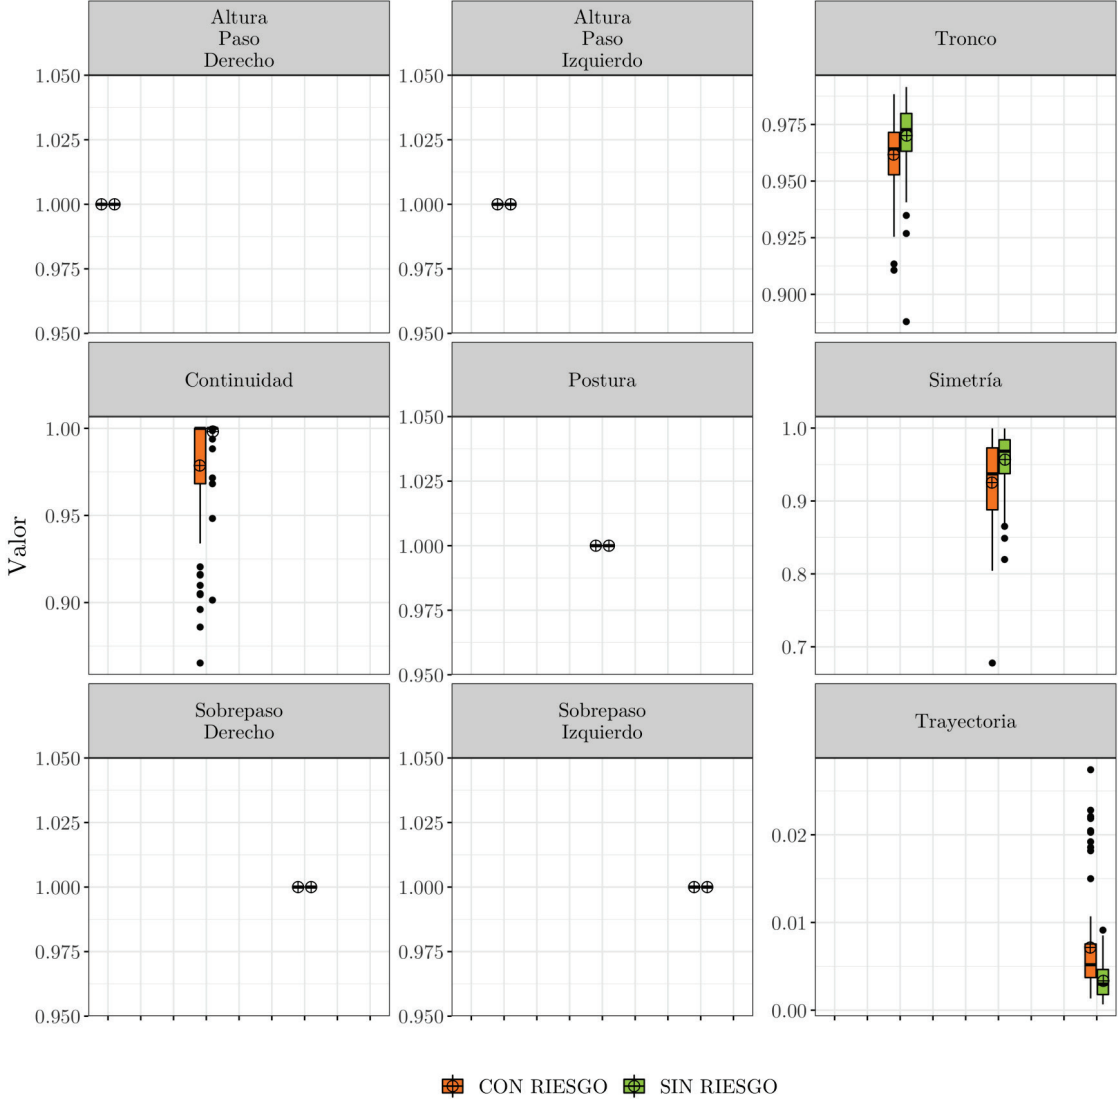 Altura
Paso
Derecho
Altura
Paso
Izquierdo
Tronco
1.050
1.025
1.000
0.975
0.950
1.050
1.025
1.000
0.975
0.950
0.975
0.950
0.925
0.900
Continuidad
Postura
Simetría
Valor
1.00
0.95
0.90
1.050
1.025
1.000
0.975
0.950
1.0
0.9
0.8
0.7
Sobrepaso
Derecho
Sobrepaso
Izquierdo
Trayectoria
1.050
1.025
1.000
0.975
0.950
1.050
1.025
1.000
0.975
0.950
0.02
0.01
0.00
CON RIESGO SIN RIESGO